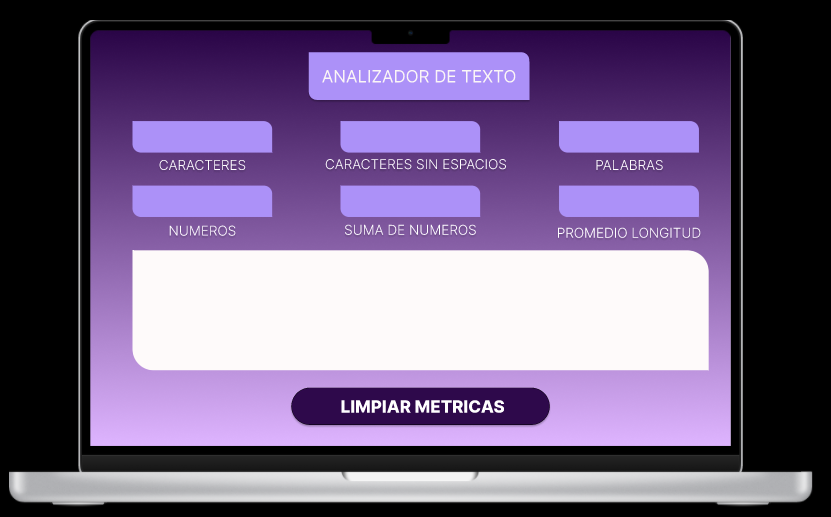 ANALIZADOR DE TEXTO
CARACTERES
CARACTERES SIN ESPACIOS
PALABRAS
NUMEROS
SUMA DE NUMEROS
PROMEDIO LONGITUD
LIMPIAR METRICAS